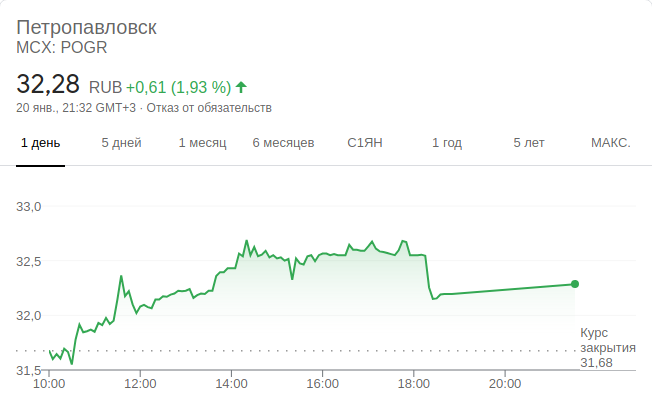 Петропавловск
MCX: POGR
32,28 RUB +0,61 (1,93 %)
20 янв., 21:32 GMT+3 · Отказ от обязательств
1 день 5 дней 1 месяц 6 месяцев С1ЯН 1 год 5 лет МАКС.
33,0
32,5
32,0
Курс
закрытия
31,68
31,5
10:00 12:00 14:00 16:00 18:00 20:00